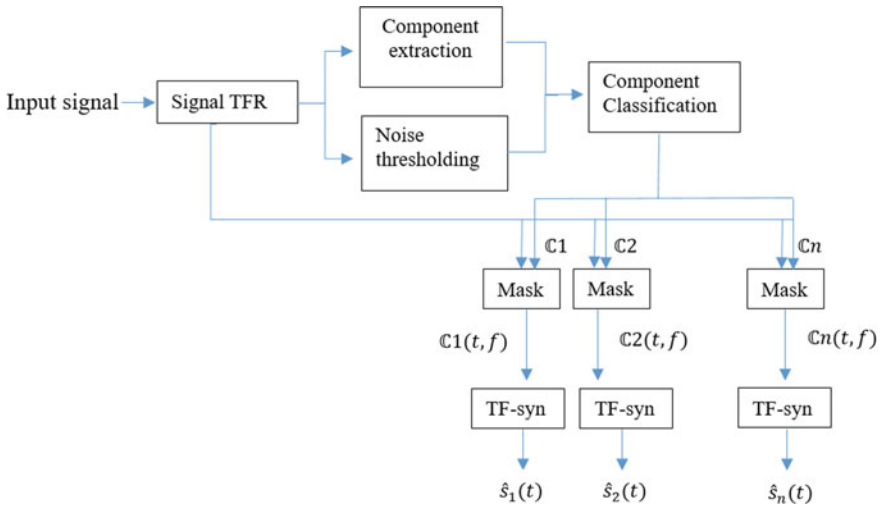 Component
extraction
Input signal
Signal TFR
Component
Classification
Noise
thresholding
ℂ1
ℂ2
ℂn
Mask
Mask
Mask
ℂ1(t, f)
ℂ2(t, f)
ℂn(t, f)
TF-syn
TF-syn
TF-syn
ŝ₁(t)
ŝ₂(t)
ŝₙ(t)